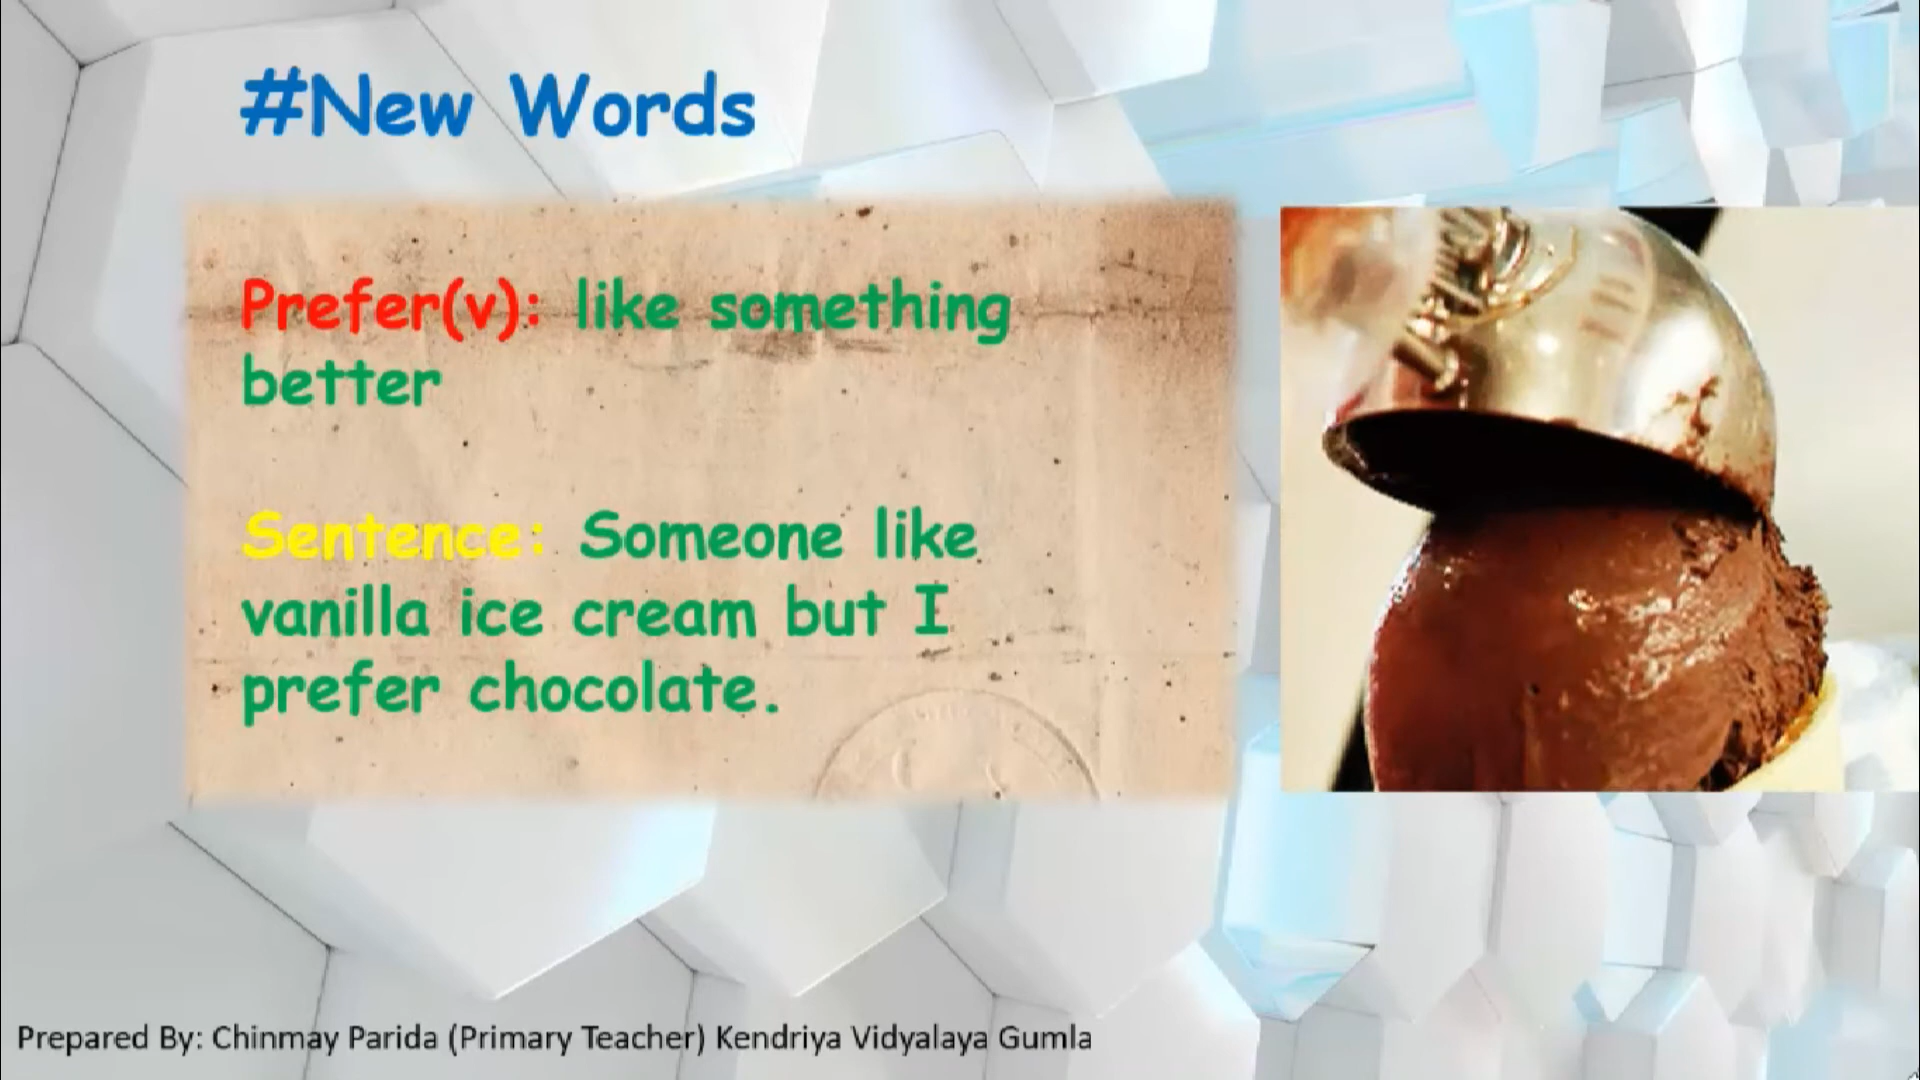 #New Words
Prefer(v): like something
better
Sentence: Someone like
vanilla ice cream but I
prefer chocolate.
Prepared By: Chinmay Parida (Primary Teacher) Kendriya Vidyalaya Gumla